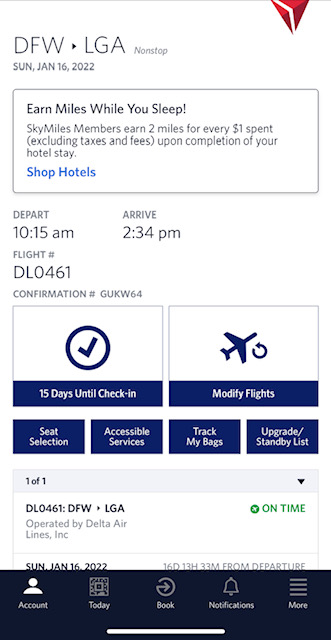 DFW ▸ LGA Nonstop
SUN, JAN 16, 2022
Earn Miles While You Sleep!
SkyMiles Members earn 2 miles for every $1 spent
(excluding taxes and fees) upon completion of your
hotel stay.
Shop Hotels
DEPART ARRIVE
10:15 am 2:34 pm
FLIGHT #
DL0461
CONFIRMATION # GUKW64
15 Days Until Check-in Modify Flights
Seat Selection
Accessible Services
Track My Bags
Upgrade/ Standby List
1 of 1
DL0461: DFW ▸ LGA ON TIME
Operated by Delta Air
Lines, Inc
SUN, JAN 16, 2022 16D 13H 33M FROM DEPARTURE
Account Today Book Notifications More